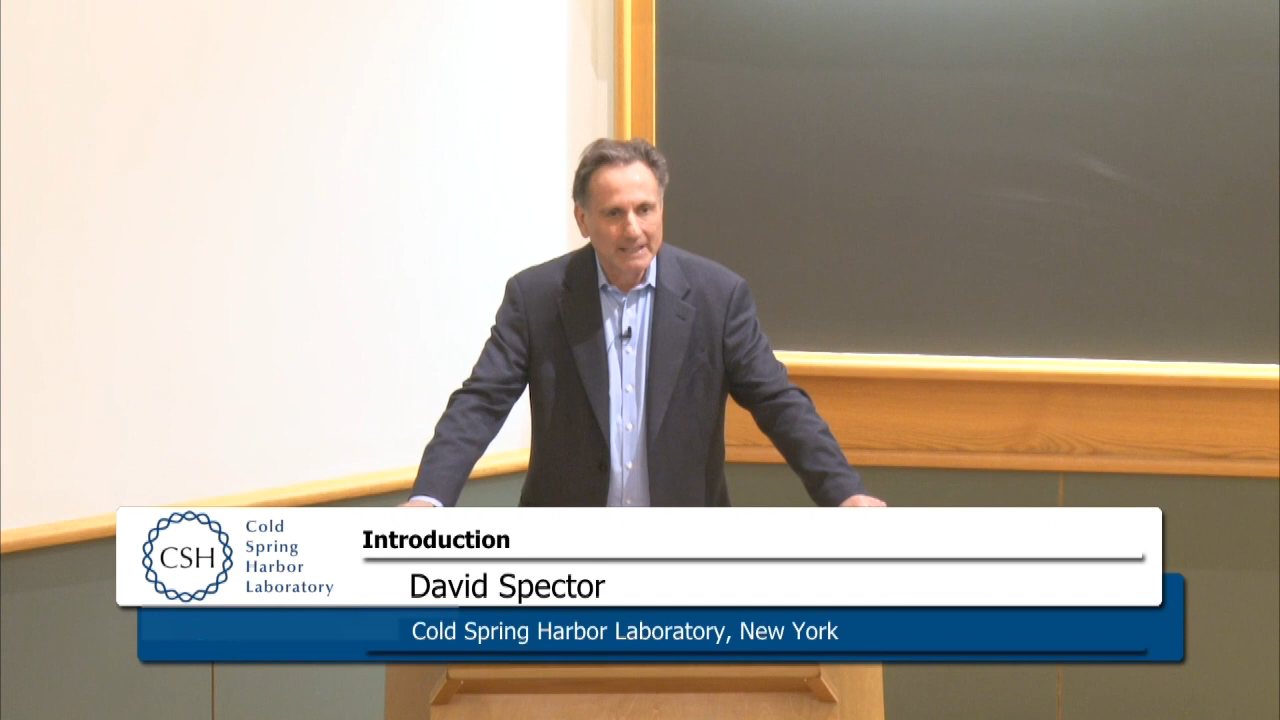 CSH
Cold
Spring
Harbor
Laboratory
Introduction
David Spector
Cold Spring Harbor Laboratory, New York